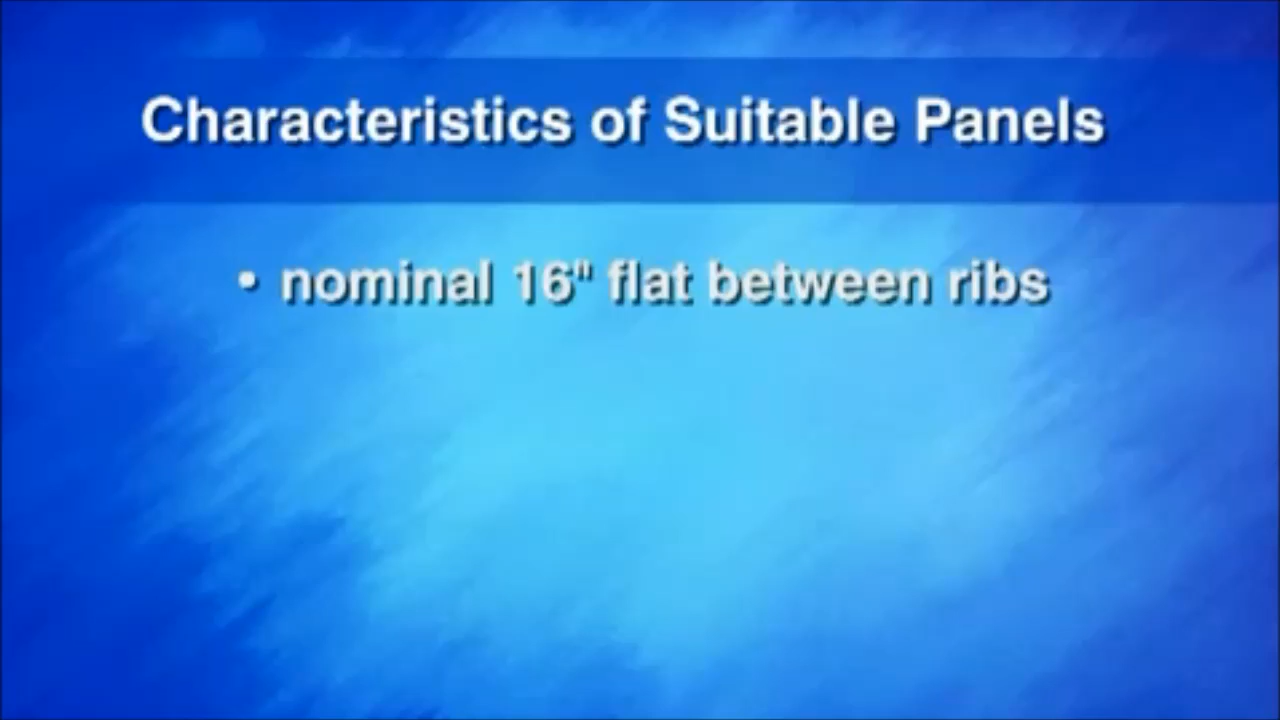 Characteristics of Suitable Panels
• nominal 16" flat between ribs